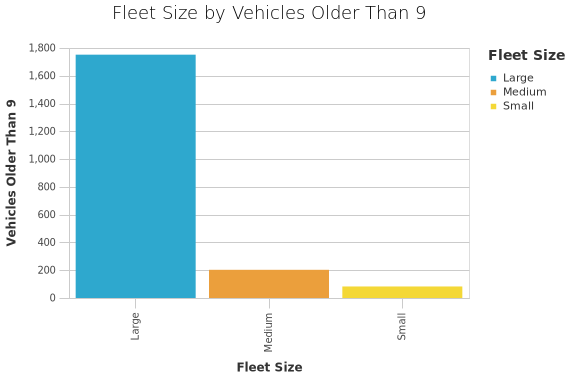 Fleet Size by Vehicles Older Than 9
Vehicles Older Than 9
1,800
1,600
1,400
1,200
1,000
800
600
400
200
0
Large
Medium
Small
Fleet Size
Fleet Size
Large
Medium
Small